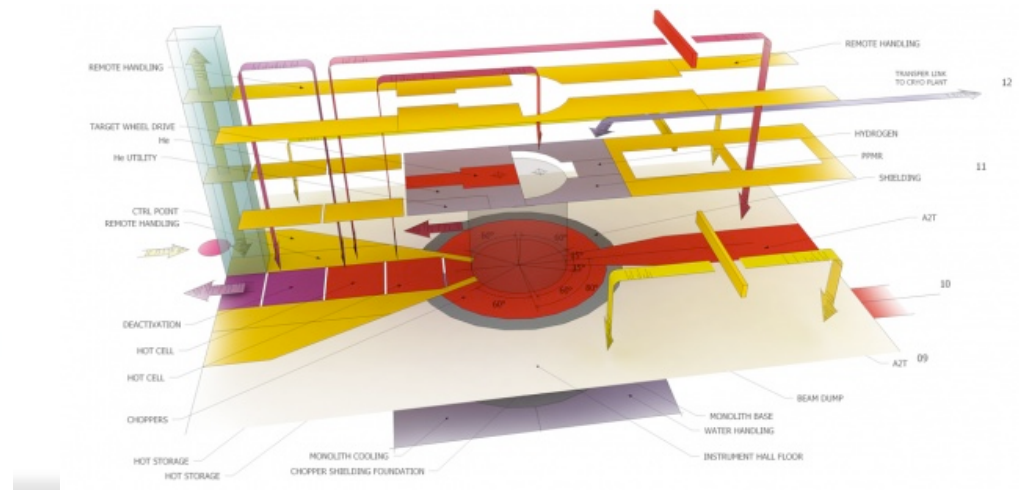 REMOTE HANDLING
REMOTE HANDLING
TRANSFER LINK
TO CRYO PLANT
12
TARGET WHEEL DRIVE
He
He UTILITY
HYDROGEN
PPMR
11
SHIELDING
CTRL POINT
REMOTE HANDLING
A2T
60°
60°
15°
15°
60°
60°
60°
10
DEACTIVATION
HOT CELL
HOT CELL
A2T
09
CHOPPERS
BEAM DUMP
MONOLITH BASE
WATER HANDLING
HOT STORAGE
MONOLITH COOLING
INSTRUMENT HALL FLOOR
HOT STORAGE
CHOPPER SHIELDING FOUNDATION